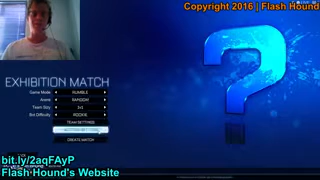 Copyright 2016 | Flash Hound
EXHIBITION MATCH
Game Mode RUMBLE
Arena RANDOM
Team Size
Bot Difficulty ROOKIE
TEAM SETTINGS
MUTATOR SETTINGS
CREATE MATCH
bit.ly/2aqFAyP
Flash Hound's Website